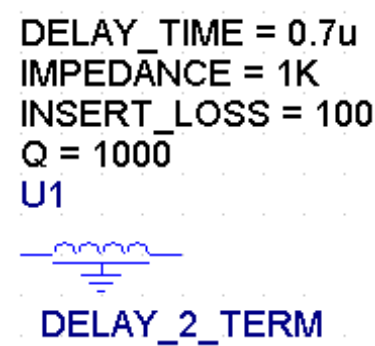 DELAY_TIME = 0.7u
IMPEDANCE = 1K
INSERT_LOSS = 100
Q = 1000
U1
DELAY_2_TERM